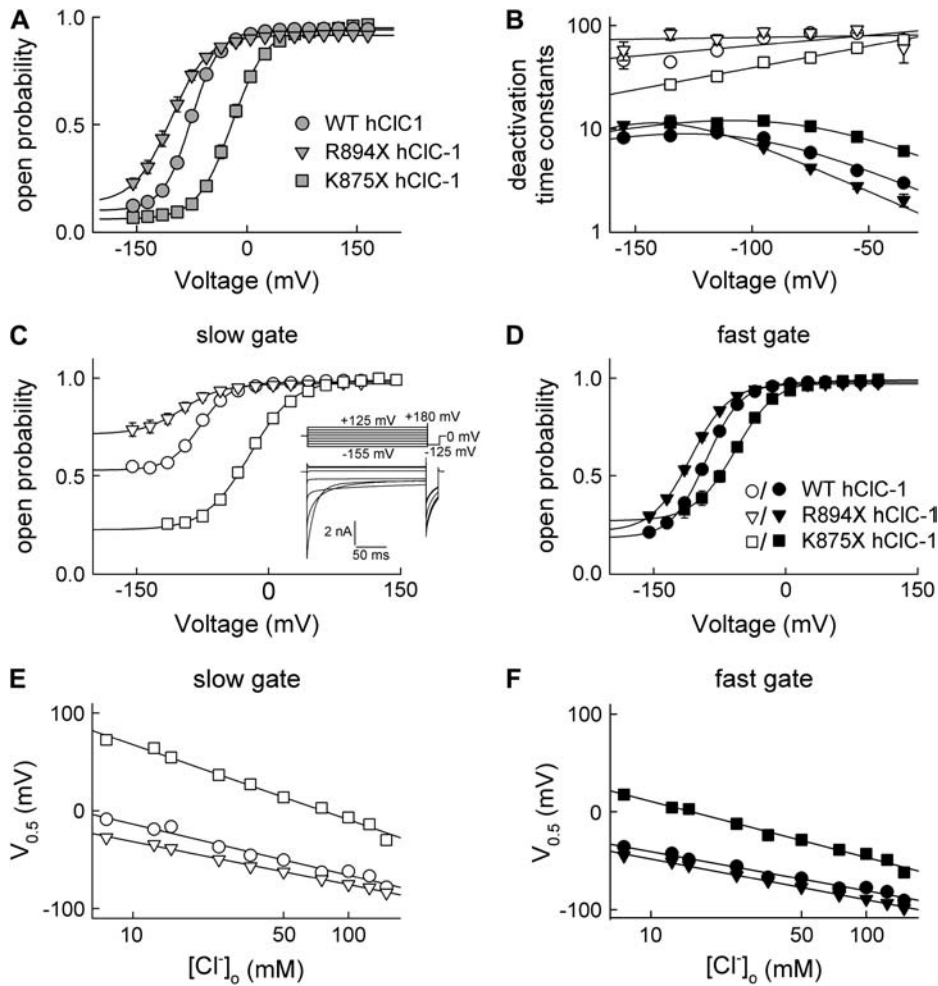 A
open probability
1.0
0.5
0.0
-150
0
150
Voltage (mV)
WT hClC1
R894X hClC-1
K875X hClC-1
B
deactivation
time constants
100
10
1
-150
-100
-50
Voltage (mV)
C
slow gate
open probability
1.0
0.5
0.0
-150
0
150
Voltage (mV)
+180 mV
+125 mV
0 mV
-155 mV
-125 mV
2 nA
50 ms
D
fast gate
open probability
1.0
0.5
0.0
-150
0
150
Voltage (mV)
/ WT hClC-1
/ R894X hClC-1
/ K875X hClC-1
E
slow gate
V0.5 (mV)
100
0
-100
10
50
100
[Cl-]o (mM)
F
fast gate
V0.5 (mV)
100
0
-100
10
50
100
[Cl-]o (mM)